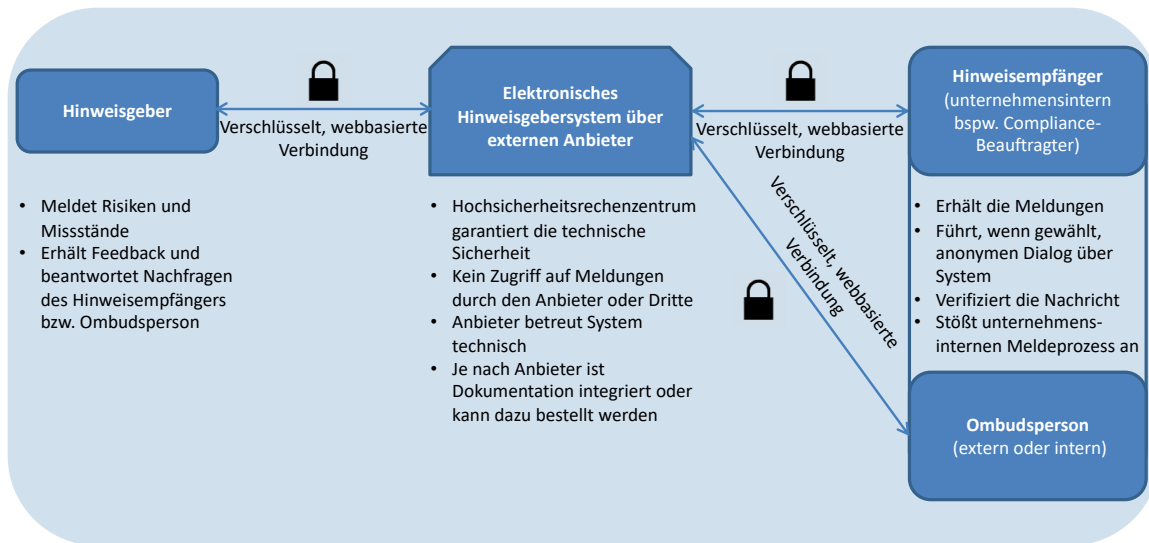 Hinweisgeber
Verschlüsselt, webbasierte
Verbindung
Elektronisches
Hinweisgebersystem über
externen Anbieter
Verschlüsselt, webbasierte
Verbindung
Hinweisempfänger
(unternehmensintern
bspw. Compliance-
Beauftragter)
• Meldet Risiken und
Missstände
• Erhält Feedback und
beantwortet Nachfragen
des Hinweisempfängers
bzw. Ombudsperson
• Hochsicherheitsrechenzentrum
garantiert die technische
Sicherheit
• Kein Zugriff auf Meldungen
durch den Anbieter oder Dritte
• Anbieter betreut System
technisch
• Je nach Anbieter ist
Dokumentation integriert oder
kann dazu bestellt werden
Verschlüsselt, webbasierte
Verbindung
• Erhält die Meldungen
• Führt, wenn gewählt,
anonymen Dialog über
System
• Verifiziert die Nachricht
• Stößt unternehmens-
internen Meldeprozess an
Ombudsperson
(extern oder intern)